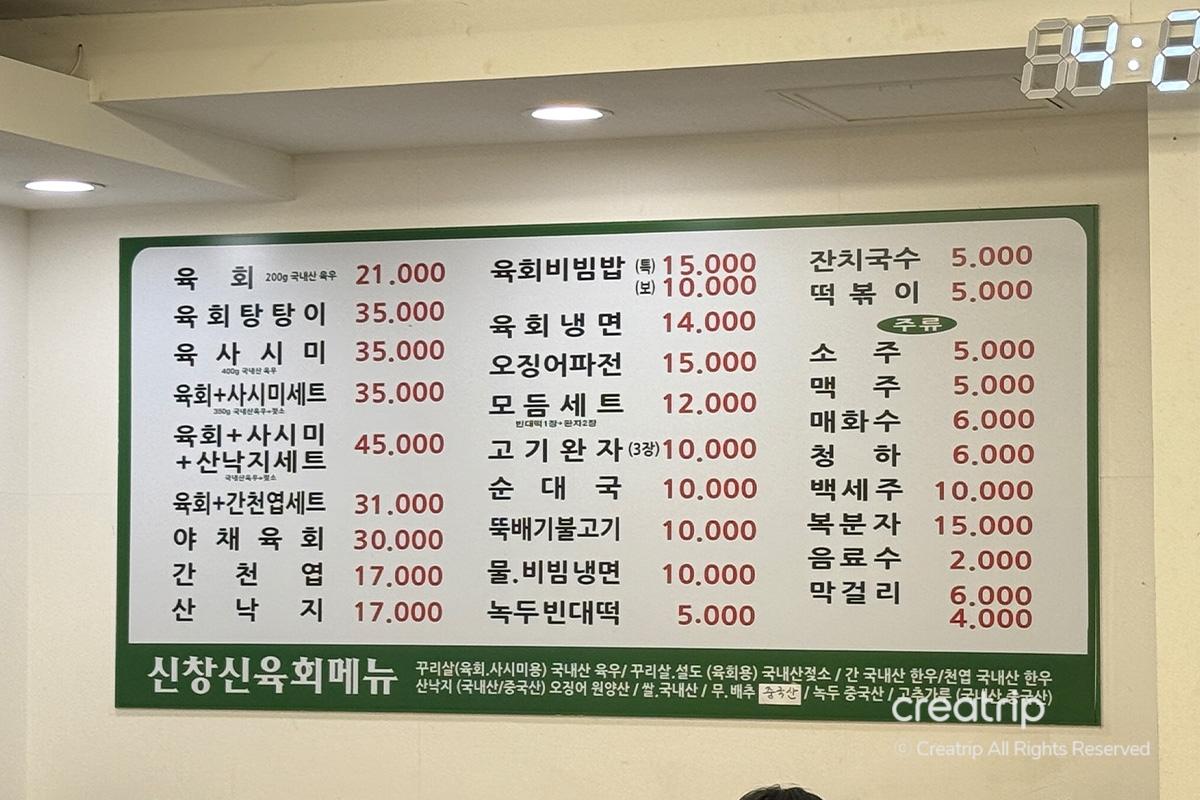 04:2
육 회 200g 국내산 육우 21.000
육회탕탕이 35.000
육 사 시 미 35.000
400g 국내산 육우
육회+사시미세트 35.000
350g 국내산육우+젖소
육회+사시미
+산낙지세트 45.000
국내산육우+젖소
육회+간천엽세트 31.000
야 채 육 회 30.000
간 천 엽 17.000
산 낙 지 17.000
육회비빔밥 (특) 15.000
(보) 10.000
육 회 냉 면 14.000
오징어파전 15.000
모 듬 세 트 12.000
빈대떡1장+완자2장
고 기 완 자 (3장) 10.000
순 대 국 10.000
뚝배기불고기 10.000
물.비빔냉면 10.000
녹두빈대떡 5.000
잔치국수 5.000
떡 볶 이 5.000
주류
소 주 5.000
맥 주 5.000
매화수 6.000
청 하 6.000
백세주 10.000
복분자 15.000
음료수 2.000
막걸리 6.000
4.000
신창신육회메뉴
꾸리살(육회.사시미용) 국내산 육우/ 꾸리살.설도 (육회용) 국내산젖소 / 간 국내산 한우/천엽 국내산 한우
산낙지 (국내산/중국산) 오징어 원양산 / 쌀.국내산 / 무. 배추 중국산 / 녹두 중국산 / 고추가루 (국내산.중국산)
creatrip
© Creatrip All Rights Reserved